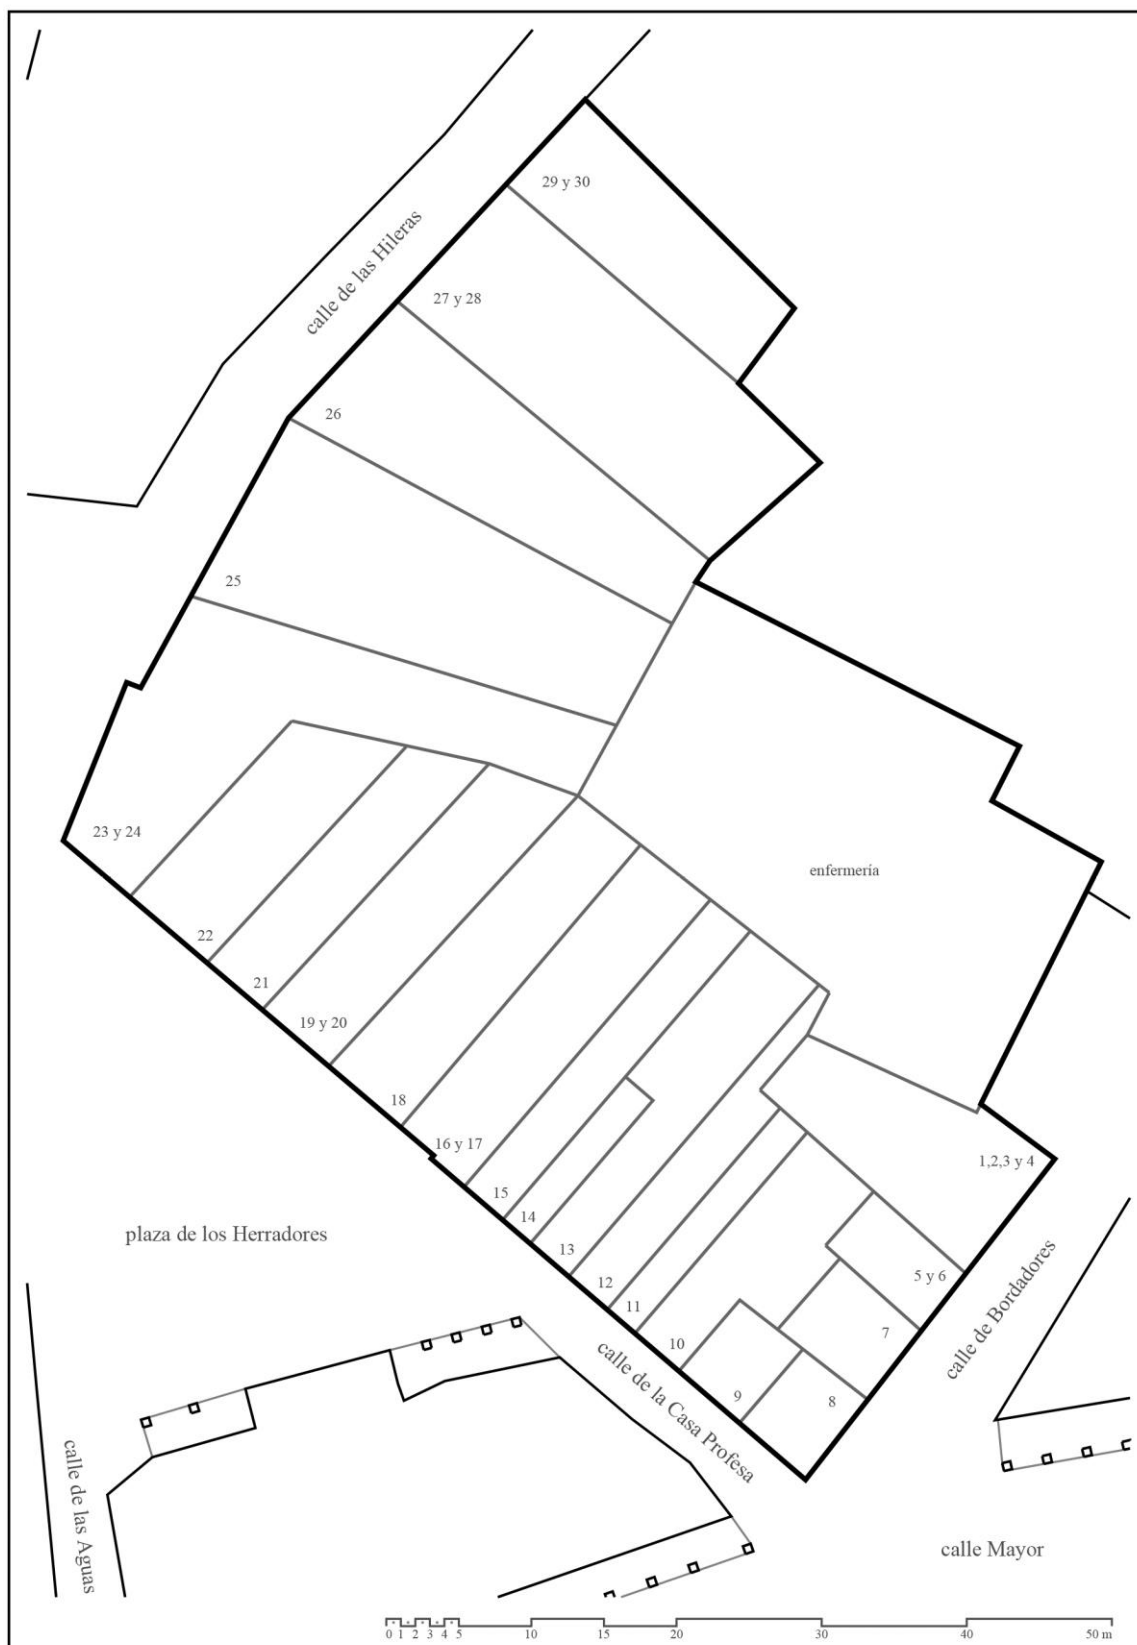 29 y 30
calle de las Hileras
27 y 28
26
25
23 y 24
enfermería
22
21
19 y 20
18
16 y 17
1,2,3 y 4
15
14
13
plaza de los Herradores
12
5 y 6
11
calle de Bordadores
7
10
calle de la Casa Profesa
9
8
calle de las Aguas
calle Mayor
0 1 2 3 4 5 10 15 20 30 40 50 m